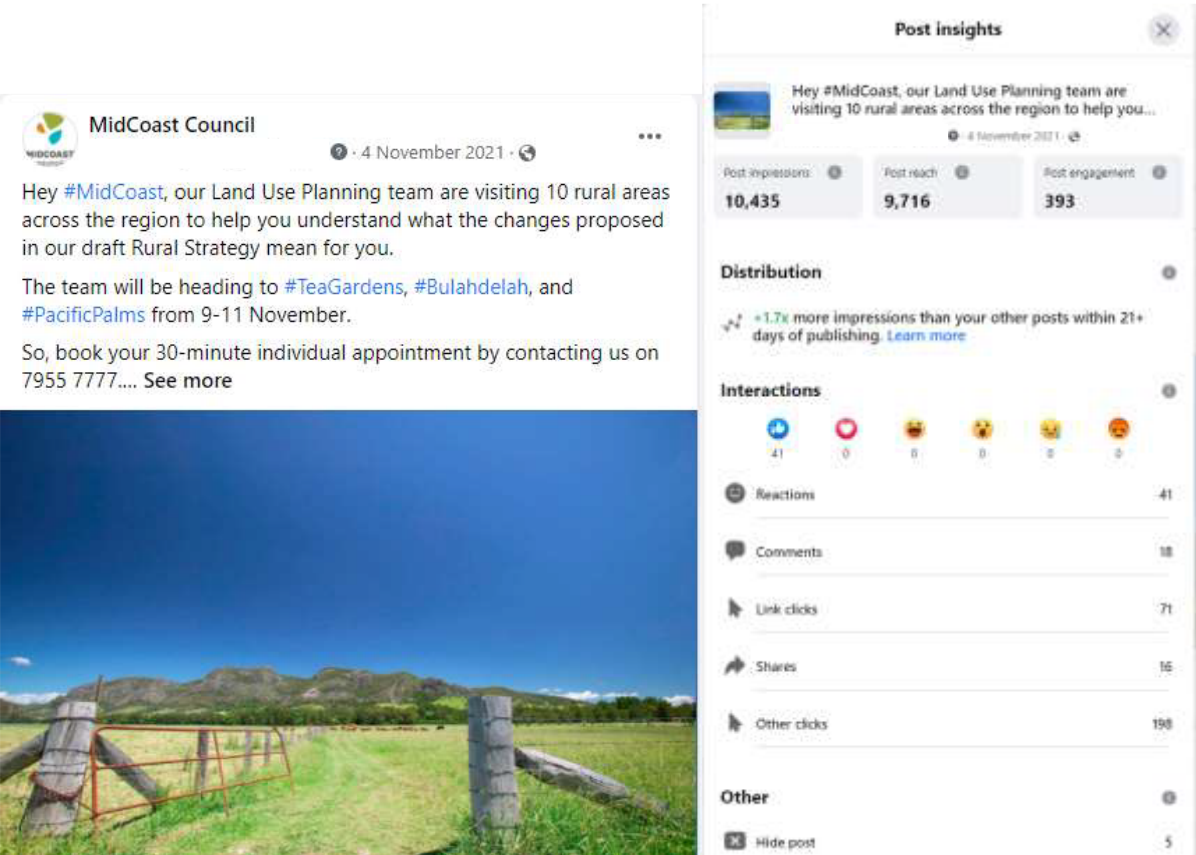 MidCoast Council
4 November 2021 ·
Hey #MidCoast, our Land Use Planning team are visiting 10 rural areas
across the region to help you understand what the changes proposed
in our draft Rural Strategy mean for you.
The team will be heading to #TeaGardens, #Bulahdelah, and
#PacificPalms from 9-11 November.
So, book your 30-minute individual appointment by contacting us on
7955 7777.... See more
MIDCOAST
Post insights
Hey #MidCoast, our Land Use Planning team are
visiting 10 rural areas across the region to help you...
4 November 2021 ·
Post impressions
10,435
Post reach
9,716
Post engagement
393
Distribution
+1.7x more impressions than your other posts within 21+
days of publishing. Learn more
Interactions
41 0 0 0 0 0
Reactions 41
Comments 18
Link clicks 71
Shares 16
Other clicks 198
Other
Hide post 5